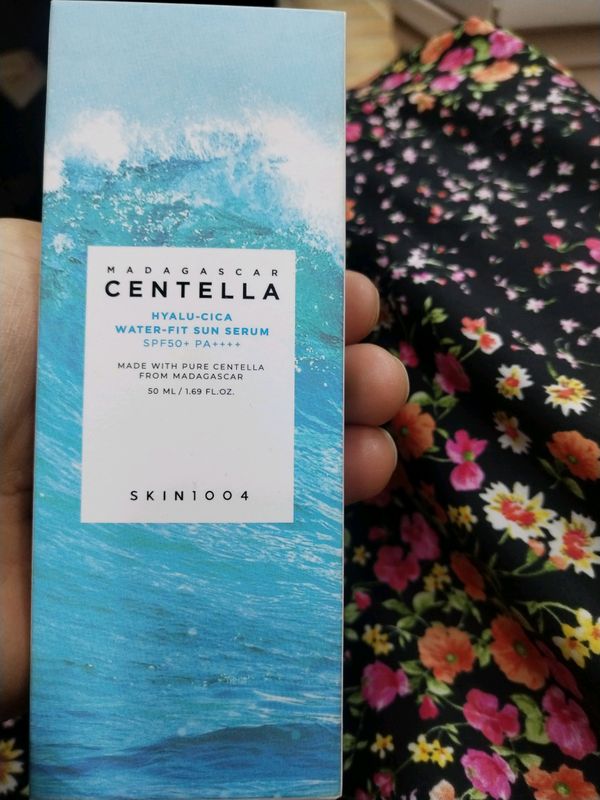 MADAGASCAR
CENTELLA
HYALU-CICA
WATER-FIT SUN SERUM
SPF50+ PA++++
MADE WITH PURE CENTELLA
FROM MADAGASCAR
50 ML / 1.69 FL.OZ.
SKIN1004